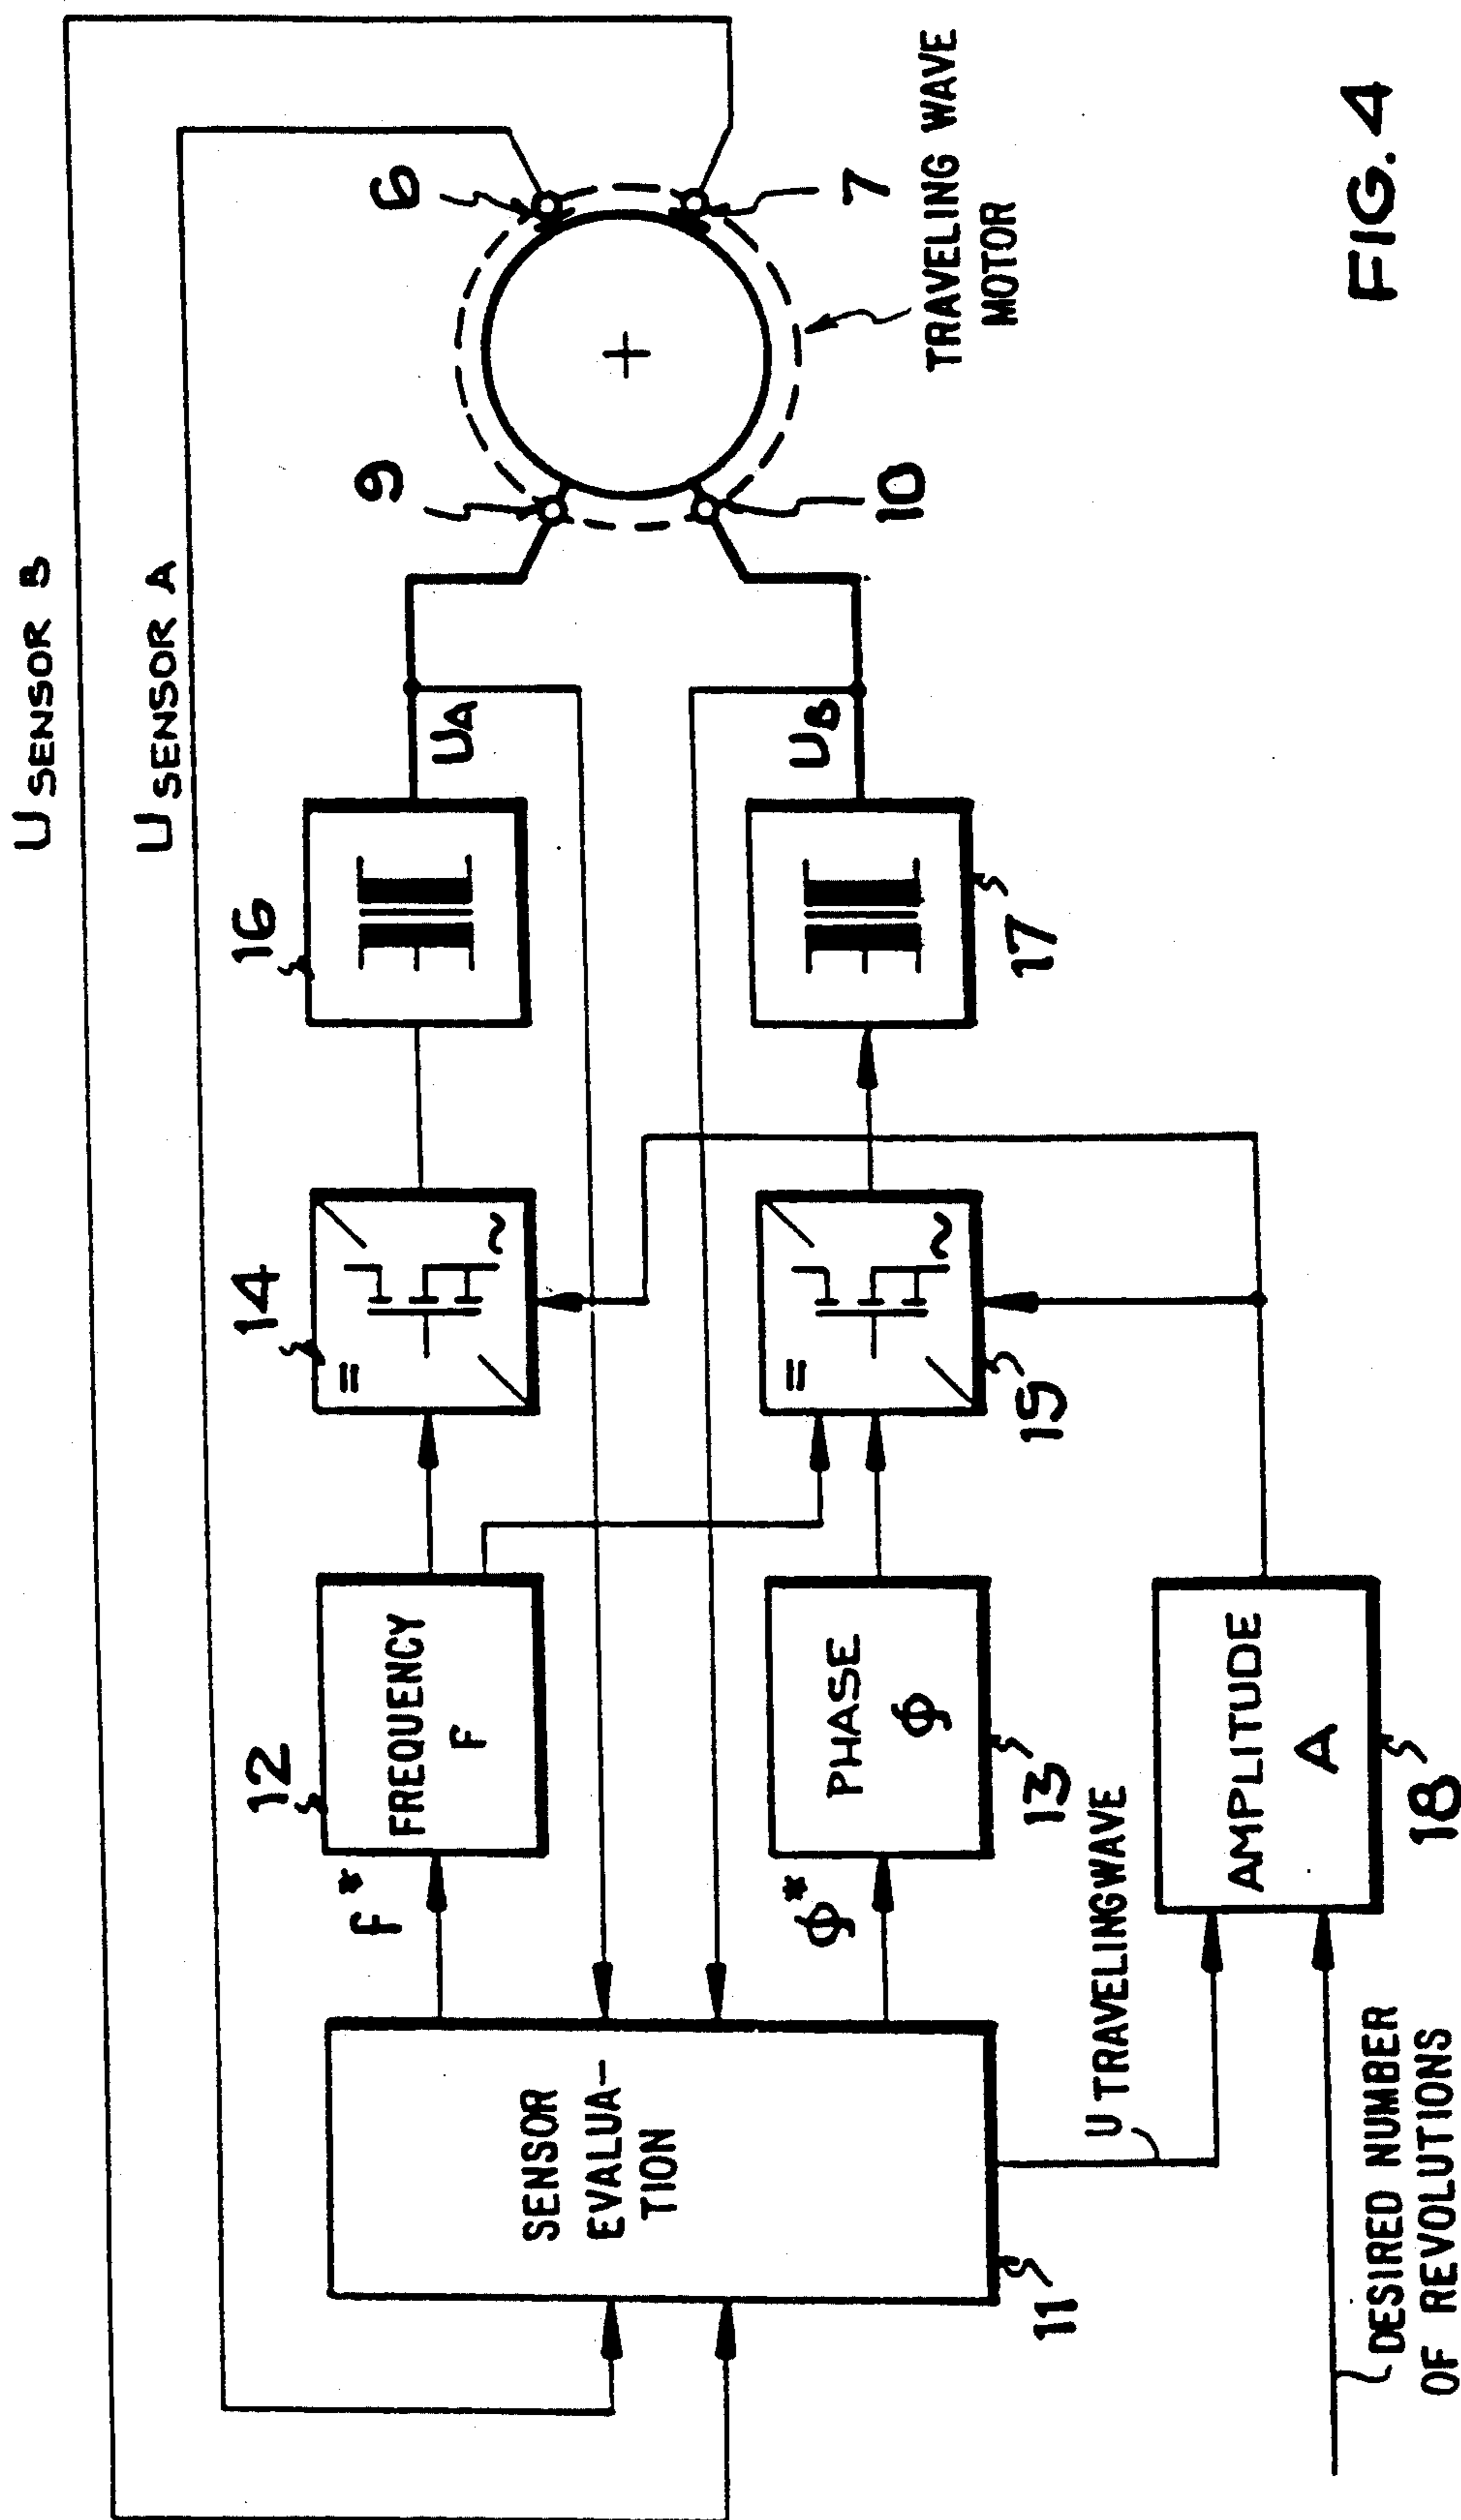 U SENSOR B
U SENSOR A
9
6
10
7
TRAVELING WAVE
MOTOR
16
UA
UB
17
14
=
~
=
~
15
12
FREQUENCY
F
PHASE
Φ
13
f*
Φ*
SENSOR
EVALUA-
TION
11
U TRAVELINGWAVE
AMPLITUDE
A
18
DESIRED NUMBER
OF REVOLUTIONS
FIG. 4